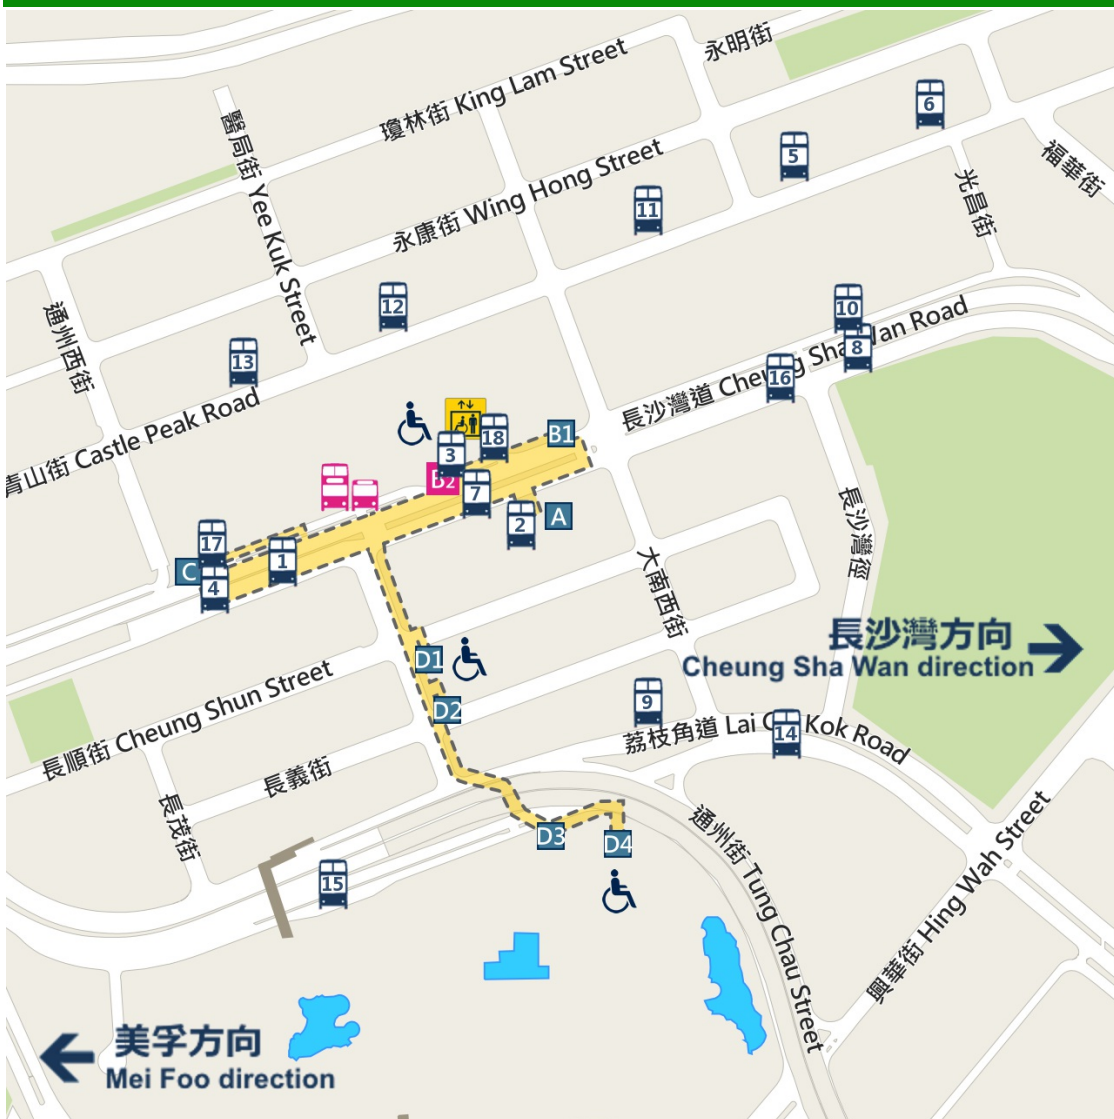 永明街
瓊林街 King Lam Street
6
醫局街 Yee Kuk Street
5
福華街
永康街 Wing Hong Street
光昌街
11
12
10
通州西街
長沙灣道 Cheung Sha Wan Road
8
13
16
青山街 Castle Peak Road
18
B1
3
B2
7
2
A
長沙灣徑
17
1
C
4
大南西街
長沙灣方向
Cheung Sha Wan direction
D1
D2
長順街 Cheung Shun Street
9
荔枝角道 Lai Chi Kok Road
14
長義街
長茂街
D3
D4
通州街 Tung Chau Street
興華街 Hing Wah Street
15
美孚方向
Mei Foo direction